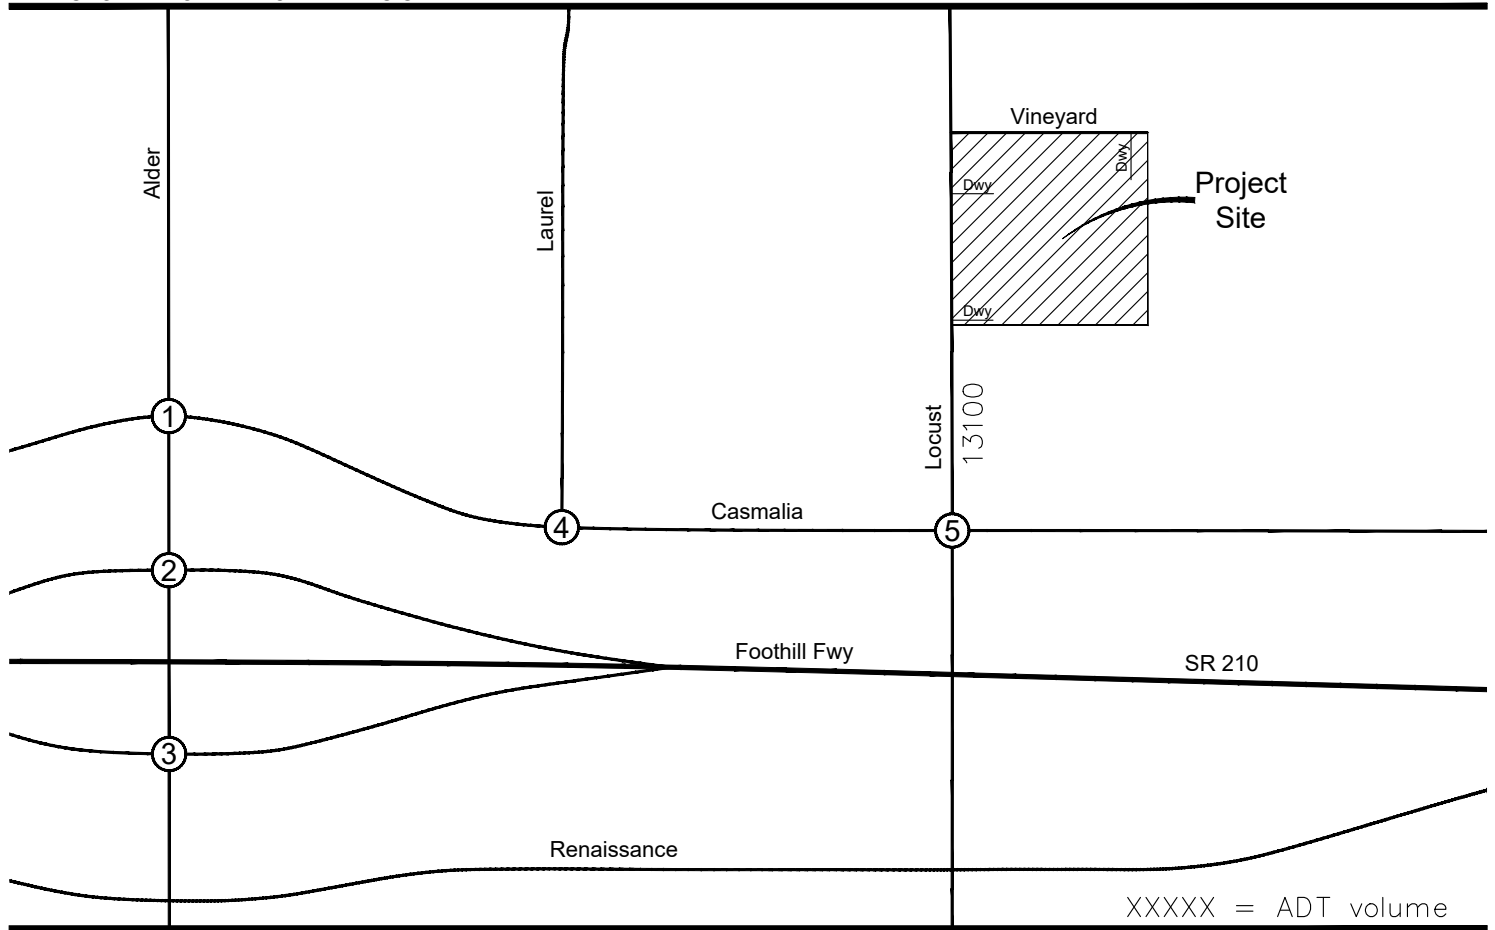 Vineyard
Alder
Dwy
Dwy
Project
Site
Laurel
Dwy
Locust
13100
1
Casmalia
4
5
2
Foothill Fwy
SR 210
3
Renaissance
XXXXX = ADT volume